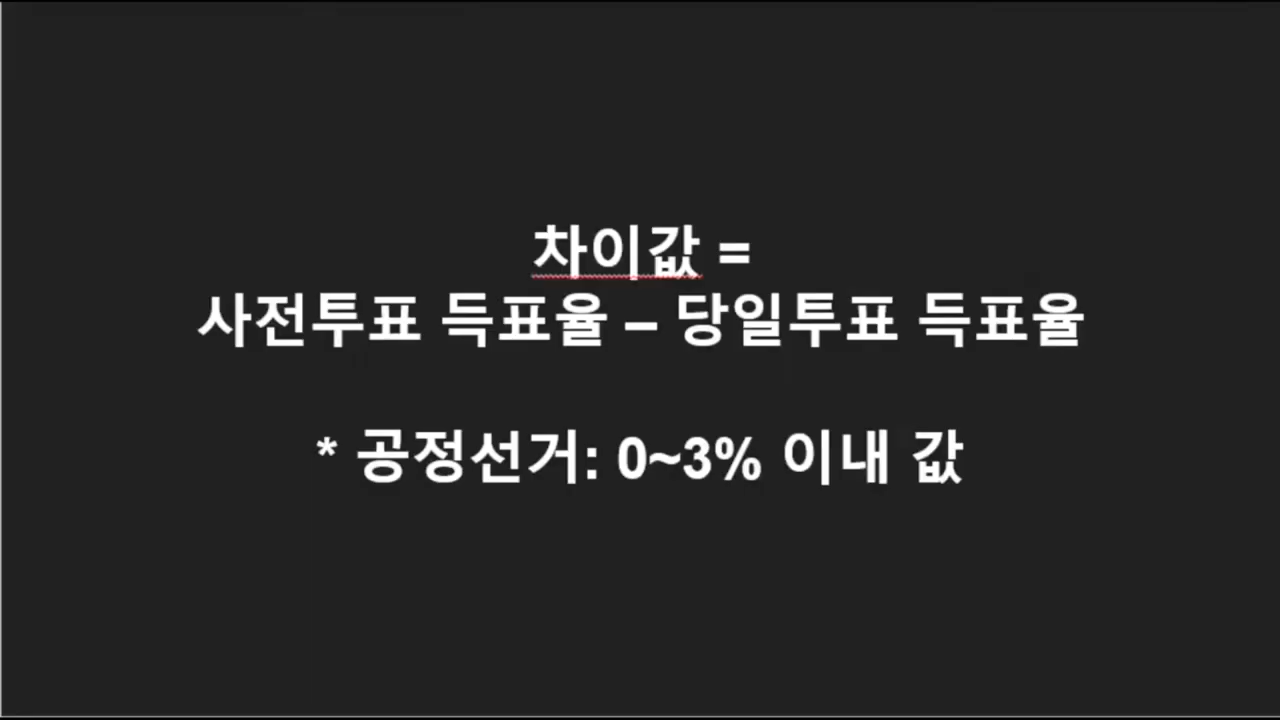 차이값 =
사전투표 득표율 – 당일투표 득표율
* 공정선거: 0~3% 이내 값